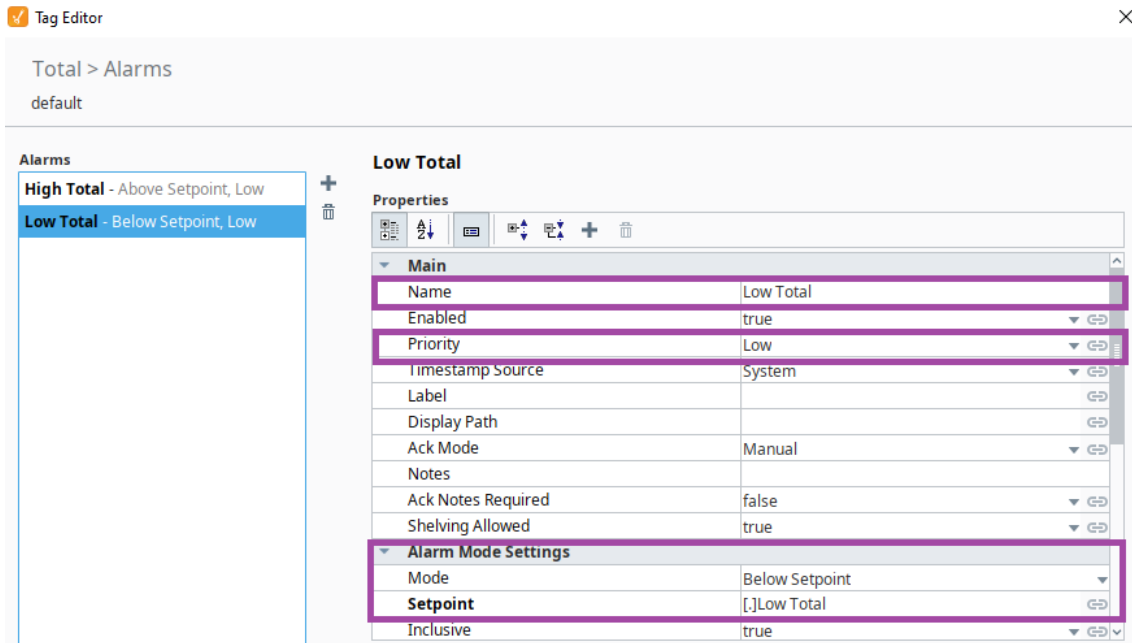 Tag Editor
Total > Alarms
default
Alarms
High Total - Above Setpoint, Low
Low Total - Below Setpoint, Low
Low Total
Properties
Main
Name Low Total
Enabled true
Priority Low
Timestamp Source System
Label
Display Path
Ack Mode Manual
Notes
Ack Notes Required false
Shelving Allowed true
Alarm Mode Settings
Mode Below Setpoint
Setpoint [.]Low Total
Inclusive true